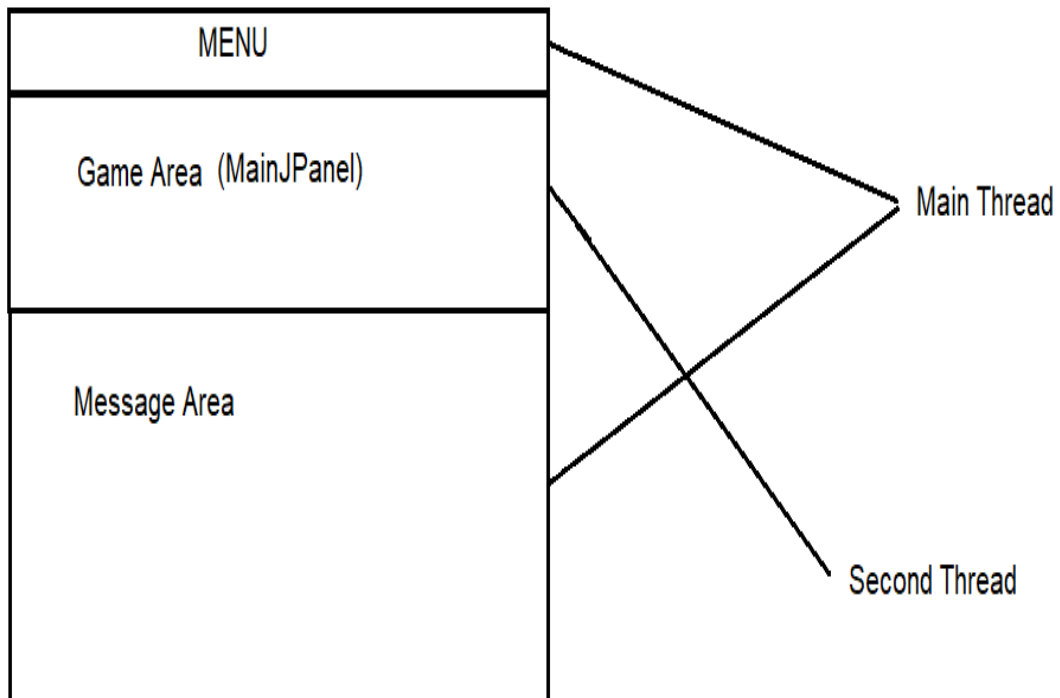 MENU
Game Area (MainJPanel)
Main Thread
Message Area
Second Thread